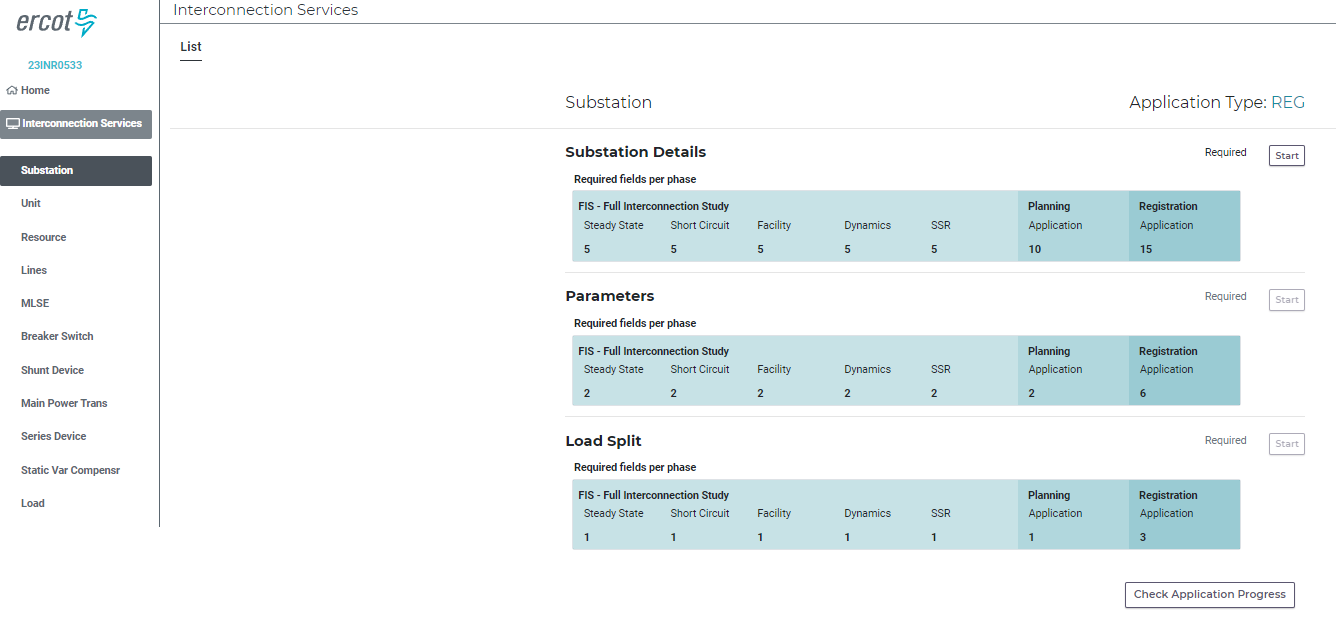 ercot
Interconnection Services
23INR0533
Home
Interconnection Services
Substation
Unit
Resource
Lines
MLSE
Breaker Switch
Shunt Device
Main Power Trans
Series Device
Static Var Compensr
Load
List
Substation
Application Type: REG
Substation Details
Required
Start
Required fields per phase
FIS - Full Interconnection Study Planning Registration
Steady State Short Circuit Facility Dynamics SSR Application Application
5 5 5 5 5 10 15
Parameters
Required
Start
Required fields per phase
FIS - Full Interconnection Study Planning Registration
Steady State Short Circuit Facility Dynamics SSR Application Application
2 2 2 2 2 2 6
Load Split
Required
Start
Required fields per phase
FIS - Full Interconnection Study Planning Registration
Steady State Short Circuit Facility Dynamics SSR Application Application
1 1 1 1 1 1 3
Check Application Progress